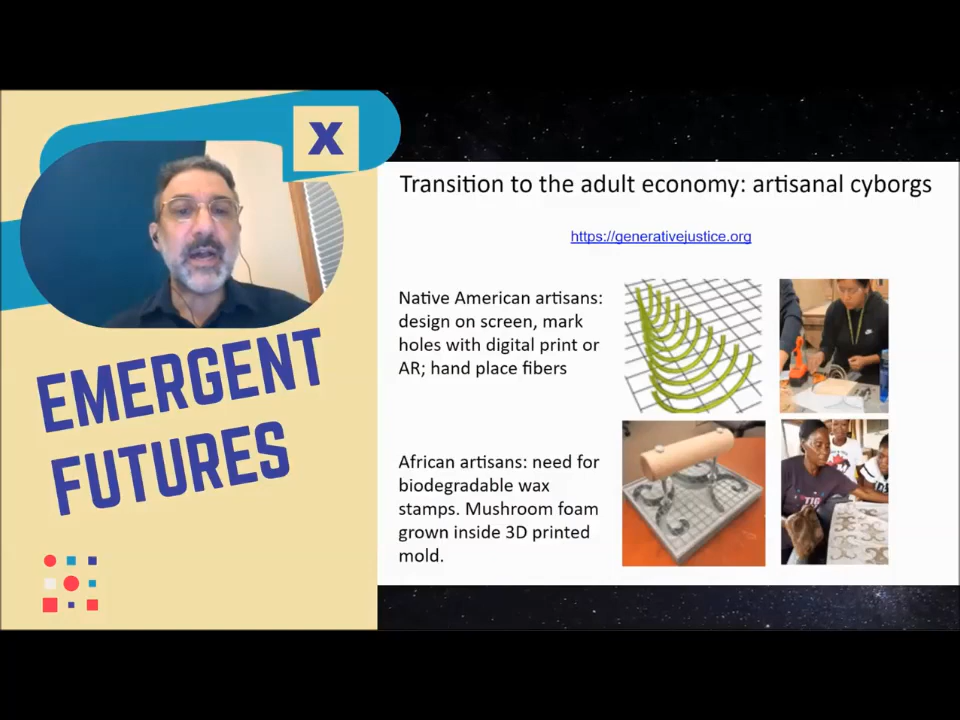 X
EMERGENT
FUTURES
Transition to the adult economy: artisanal cyborgs
https://generativejustice.org
Native American artisans:
design on screen, mark
holes with digital print or
AR; hand place fibers
African artisans: need for
biodegradable wax
stamps. Mushroom foam
grown inside 3D printed
mold.